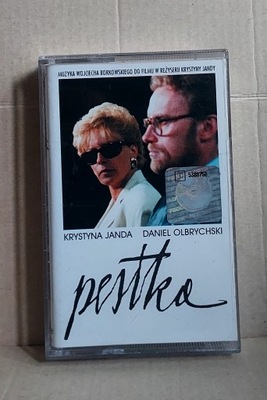 MUZYKA WOJCIECHA BORKOWSKIEGO DO FILMU W REŻYSERII KRYSTYNY JANDY
KRYSTYNA JANDA DANIEL OLBRYCHSKI
pestka